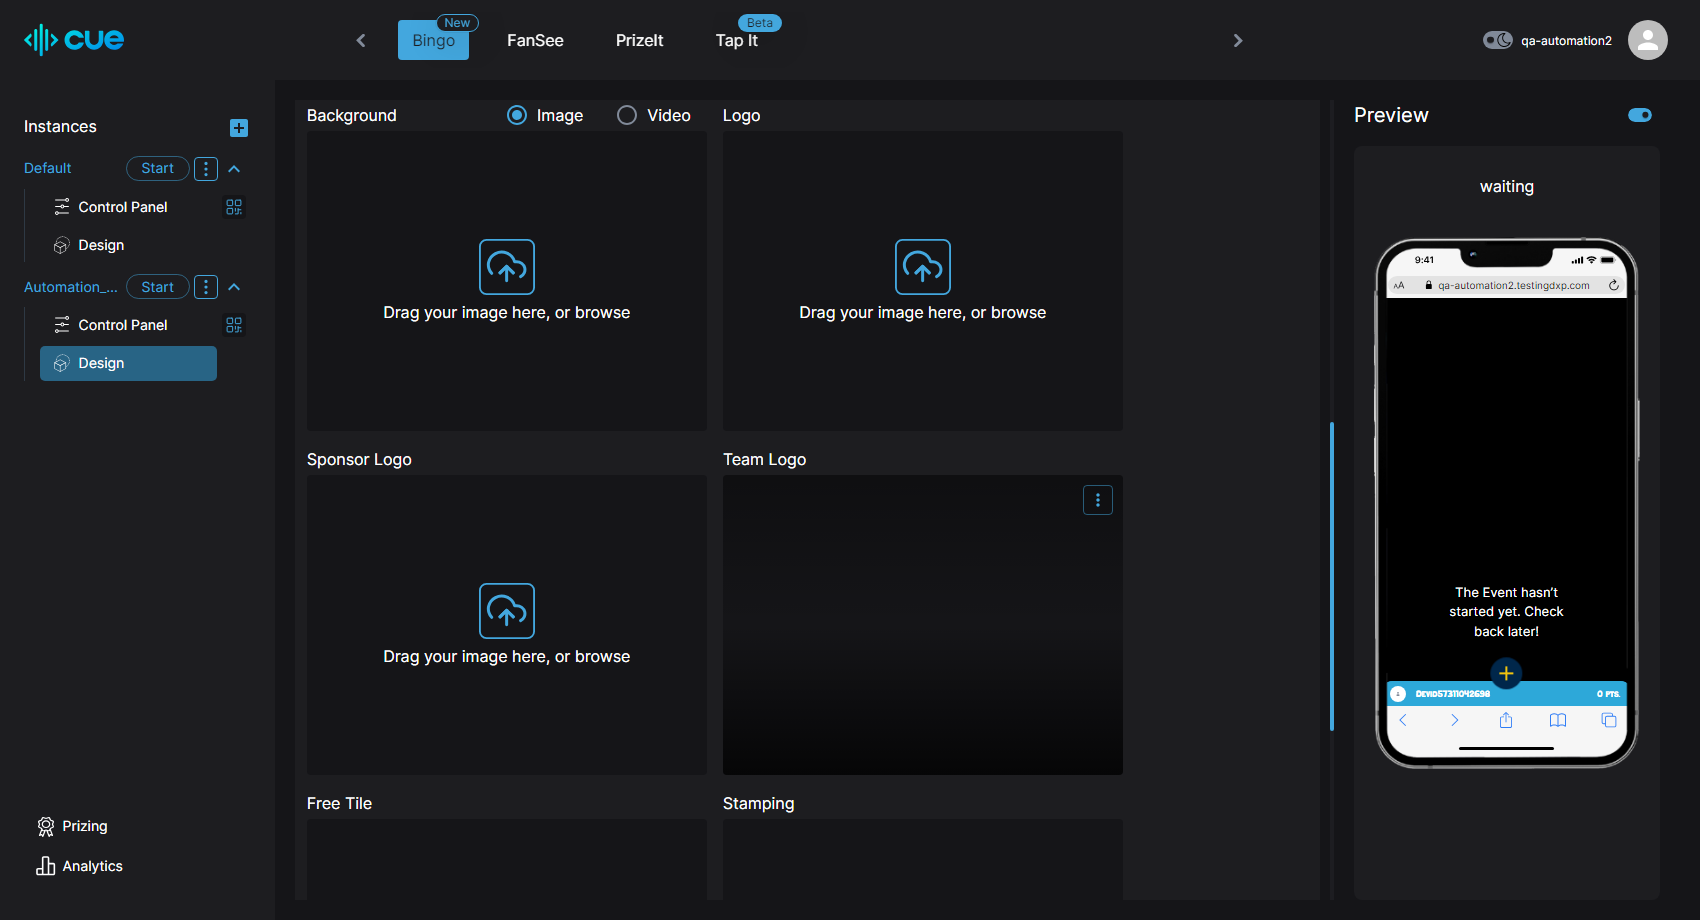 cue
Bingo
New
FanSee
PrizeIt
Tap It
Beta
qa-automation2
Instances
Default
Start
Control Panel
Design
Automation_...
Start
Control Panel
Design
Prizing
Analytics
Background
Image
Video
Logo
Drag your image here, or browse
Drag your image here, or browse
Sponsor Logo
Team Logo
Drag your image here, or browse
Free Tile
Stamping
Preview
waiting
9:41
AA
qa-automation2.testingdxp.com
The Event hasn't
started yet. Check
back later!
DEVID57311042698
0 PTS.